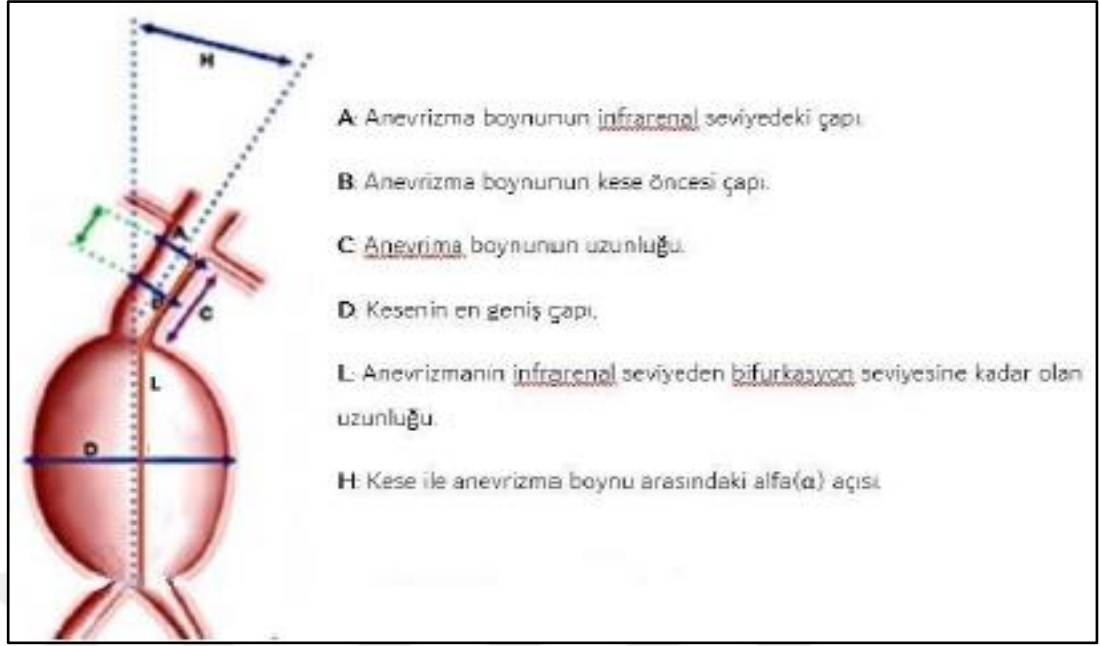 H
A
B
C
L
D
A: Anevrizma boynunun infrarenal seviyedeki çapı.
B: Anevrizma boynunun kese öncesi çapı.
C: Anevrima boynunun uzunluğu.
D: Kesenin en geniş çapı.
L: Anevrizmanın infrarenal seviyeden bifurkasyon seviyesine kadar olan
uzunluğu.
H: Kese ile anevrizma boynu arasındaki alfa(α) açısı.